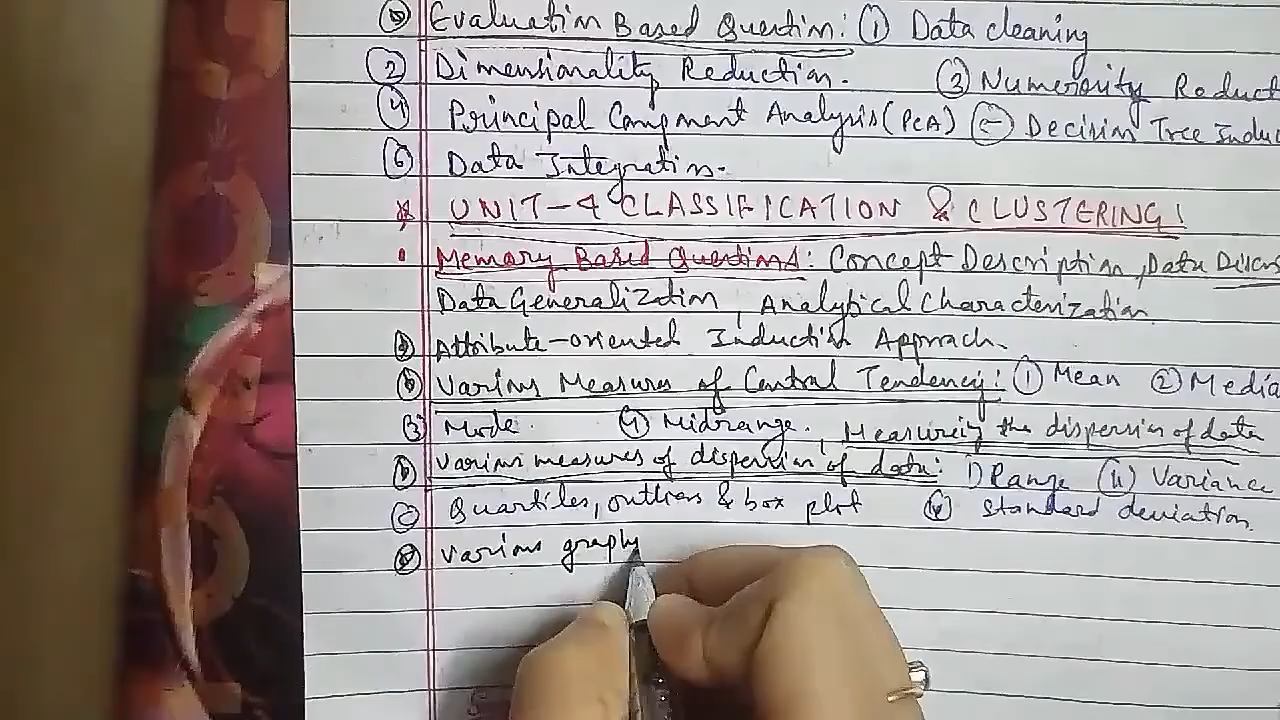 (b) Evaluation Based Question: (1) Data cleaning
(2) Dimensionality Reduction. (3) Numerosity Reduct
(4) Principal Component Analysis (PCA) (5) Decision Tree Induc
(6) Data Integration.
* UNIT-4 CLASSIFICATION & CLUSTERING!
• Memory Based Questions: Concept Description, Data Discr
Data Generalization, Analytical Characterization
(a) Attribute-oriented Induction Approach.
(b) Various Measures of Central Tendency: (1) Mean (2) Media
(3) Mode. (4) Midrange. , Measuring the dispersion of data
(b) Various measures of dispersion of data: i) Range (ii) Variance
(c) Quartiles, outliers & box plot (iv) Standard deviation.
Various graph